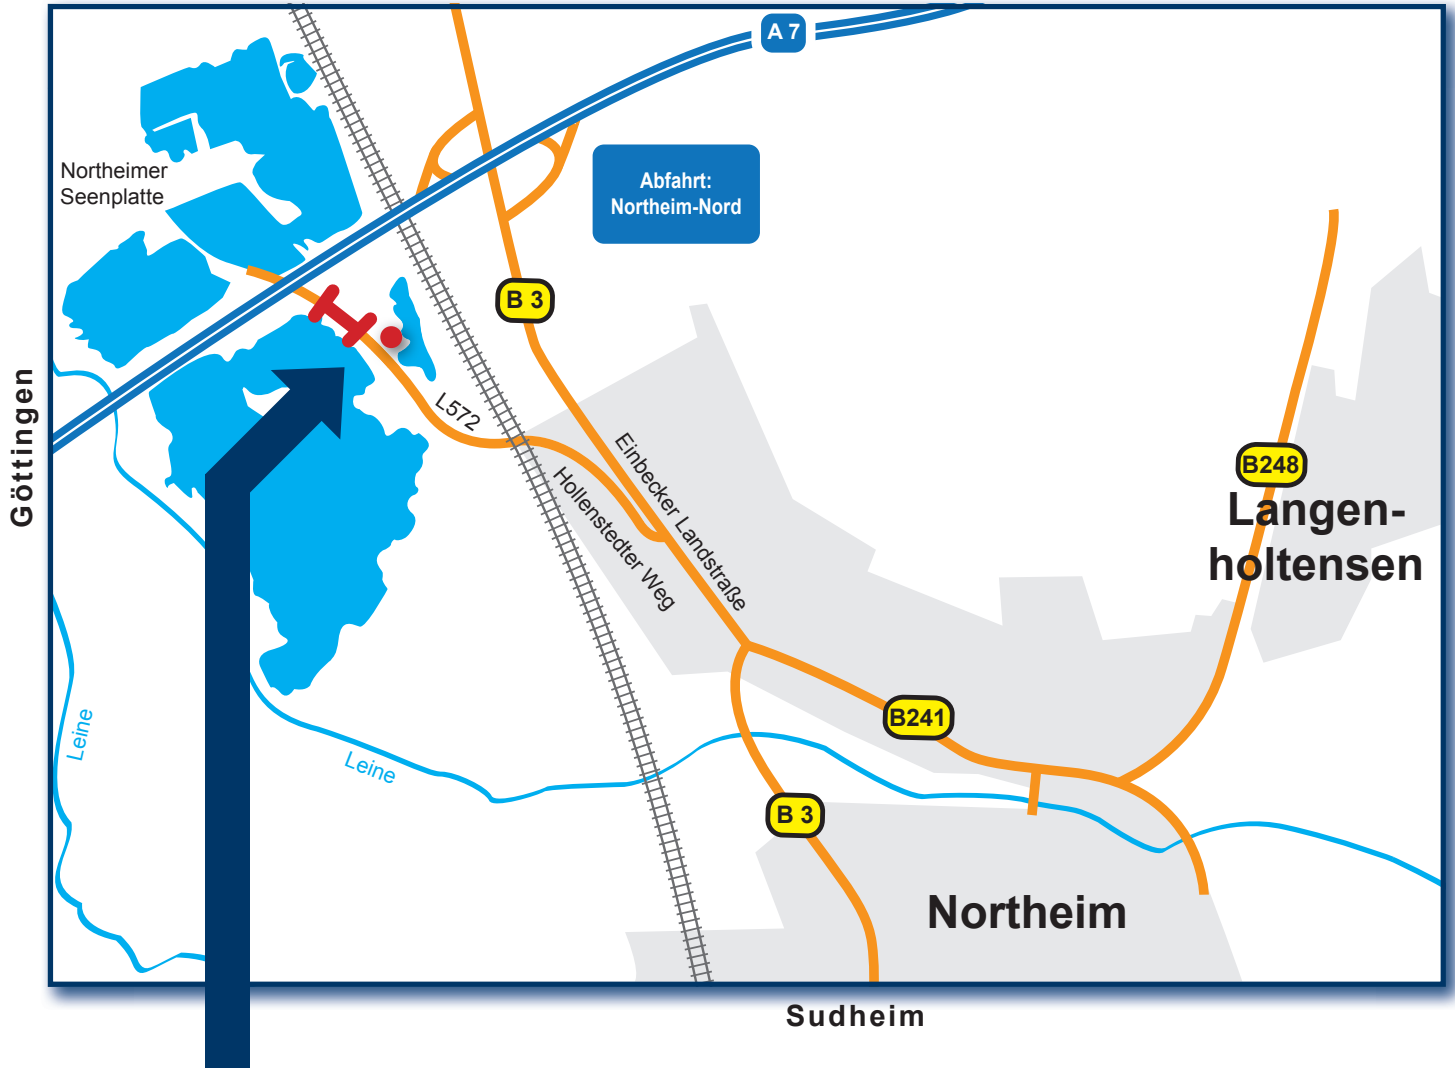 A 7
Northeimer
Seenplatte
Abfahrt:
Northeim-Nord
B 3
Göttingen
L572
Einbecker Landstraße
Hollenstedter Weg
B248
Langen-
holtensen
Leine
Leine
B241
B 3
Northeim
Sudheim